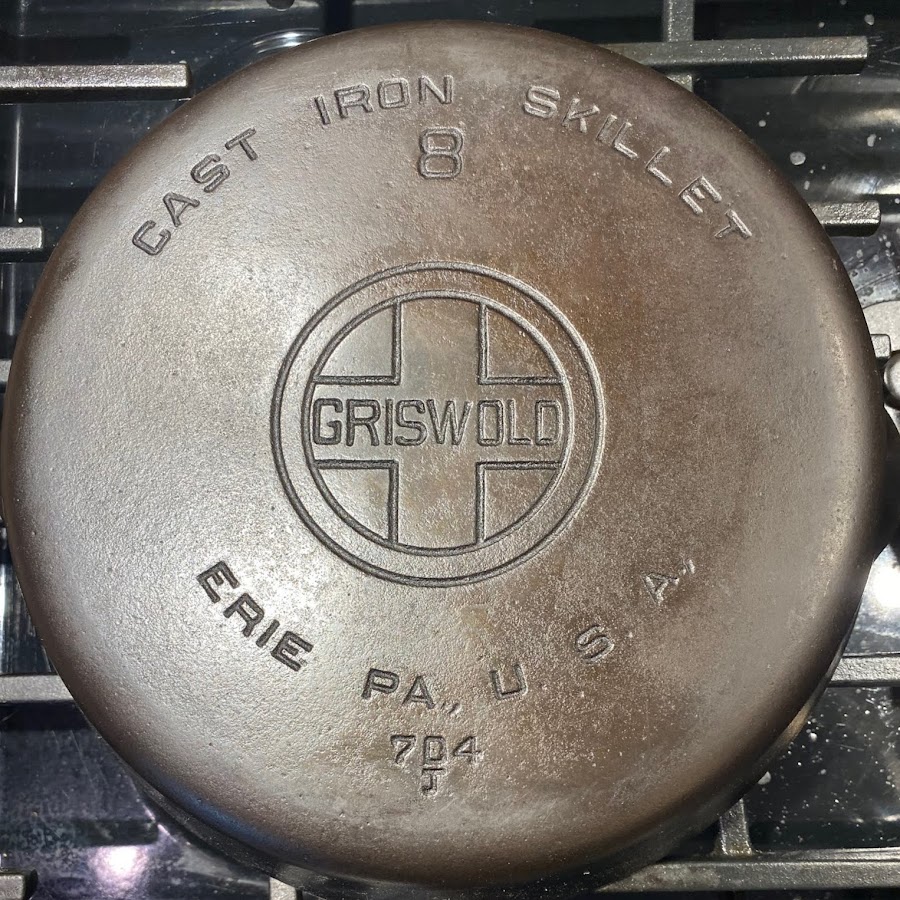 CAST IRON SKILLET
8
GRISWOLD
ERIE PA., U.S.A.,
704
J